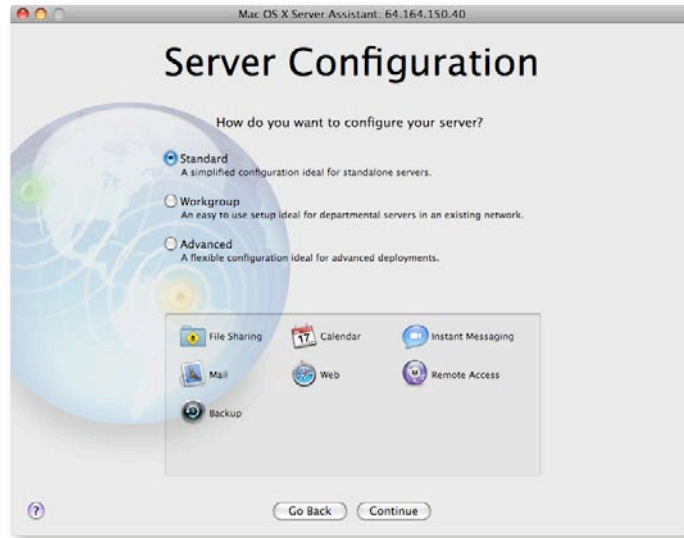 Mac OS X Server Assistant: 64.164.150.40
Server Configuration
How do you want to configure your server?
Standard
A simplified configuration ideal for standalone servers.
Workgroup
An easy to use setup ideal for departmental servers in an existing network.
Advanced
A flexible configuration ideal for advanced deployments.
File Sharing
17
Calendar
Instant Messaging
Mail
Web
Remote Access
Backup
?
Go Back
Continue